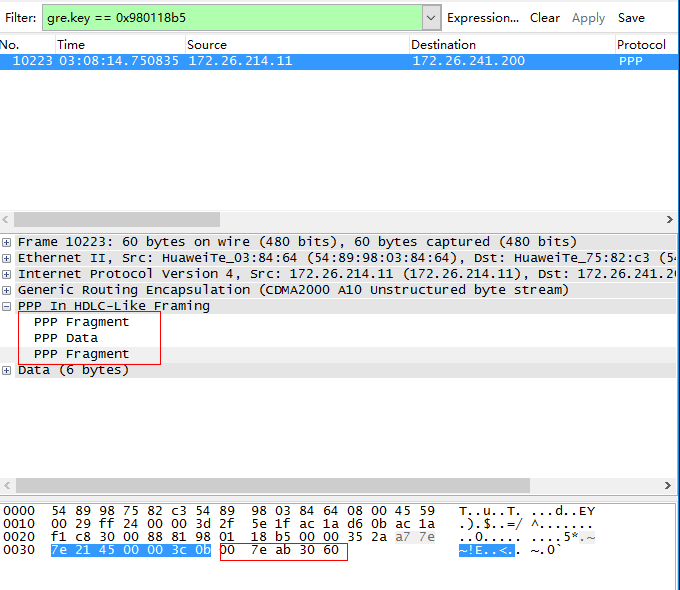 Filter: gre.key == 0x980118b5 Expression... Clear Apply Save
No. Time Source Destination Protocol
10223 03:08:14.750835 172.26.214.11 172.26.241.200 PPP
Frame 10223: 60 bytes on wire (480 bits), 60 bytes captured (480 bits)
Ethernet II, Src: HuaweiTe_03:84:64 (54:89:98:03:84:64), Dst: HuaweiTe_75:82:c3 (54
Internet Protocol Version 4, Src: 172.26.214.11 (172.26.214.11), Dst: 172.26.241.20
Generic Routing Encapsulation (CDMA2000 A10 Unstructured byte stream)
PPP In HDLC-Like Framing
PPP Fragment
PPP Data
PPP Fragment
Data (6 bytes)
0000 54 89 98 75 82 c3 54 89 98 03 84 64 08 00 45 59 T..u..T. ...d..EY
0010 00 29 ff 24 00 00 3d 2f 5e 1f ac 1a d6 0b ac 1a .).$..=/ ^.......
0020 f1 c8 30 00 88 81 98 01 18 b5 00 00 35 2a a7 7e ..0..... ....5*.~
0030 7e 21 45 00 00 3c 0b 00 7e ab 30 60 ~!E..<.. ~.0`